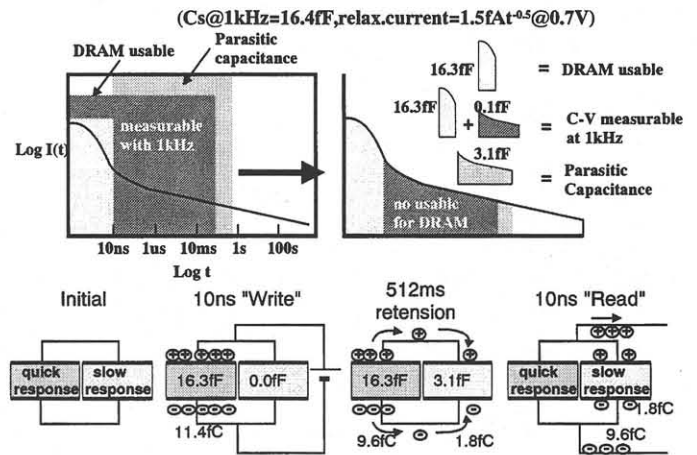 (Cs@1kHz=16.4fF,relax.current=1.5fAt-0.5@0.7V)
Parasitic
capacitance
DRAM usable
measurable
with 1kHz
Log I(t)
10ns 1us 10ms 1s 100s
Log t
16.3fF = DRAM usable
16.3fF + 0.1fF = C-V measurable
at 1kHz
3.1fF = Parasitic
Capacitance
no usable
for DRAM
Initial
quick
response
slow
response
10ns "Write"
16.3fF 0.0fF
11.4fC
512ms
retension
16.3fF 3.1fF
9.6fC 1.8fC
10ns "Read"
quick
response
slow
response
1.8fC
9.6fC